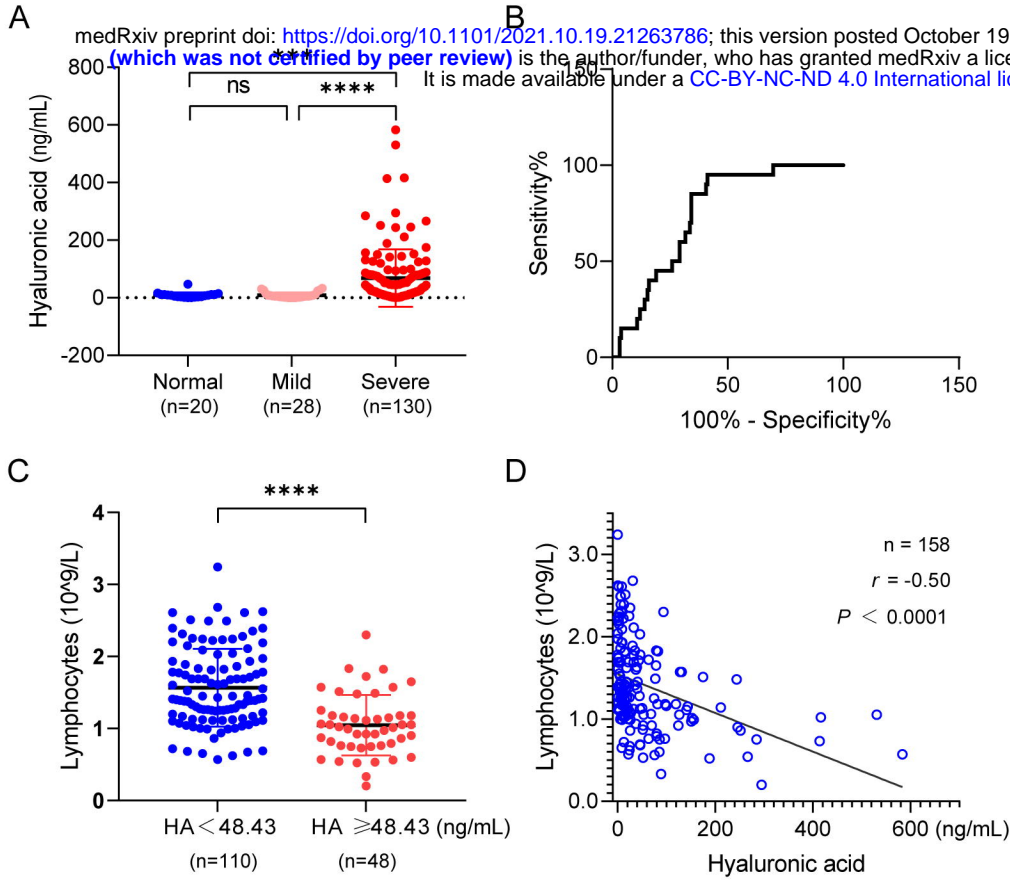 A
B
medRxiv preprint doi: https://doi.org/10.1101/2021.10.19.21263786; this version posted October 19
(which was not certified by peer review) is the author/funder, who has granted medRxiv a lice
It is made available under a CC-BY-NC-ND 4.0 International lic
***
ns
****
800
600
400
200
0
-200
Hyaluronic acid (ng/mL)
Normal
Mild
Severe
(n=20)
(n=28)
(n=130)
150
100
50
0
Sensitivity%
0
50
100
150
100% - Specificity%
C
****
4
3
2
1
0
Lymphocytes (10^9/L)
HA <48.43
HA ≥48.43 (ng/mL)
(n=110)
(n=48)
D
n = 158
r = -0.50
P < 0.0001
3.0
2.0
1.0
0.0
Lymphocytes (10^9/L)
0
200
400
600 (ng/mL)
Hyaluronic acid